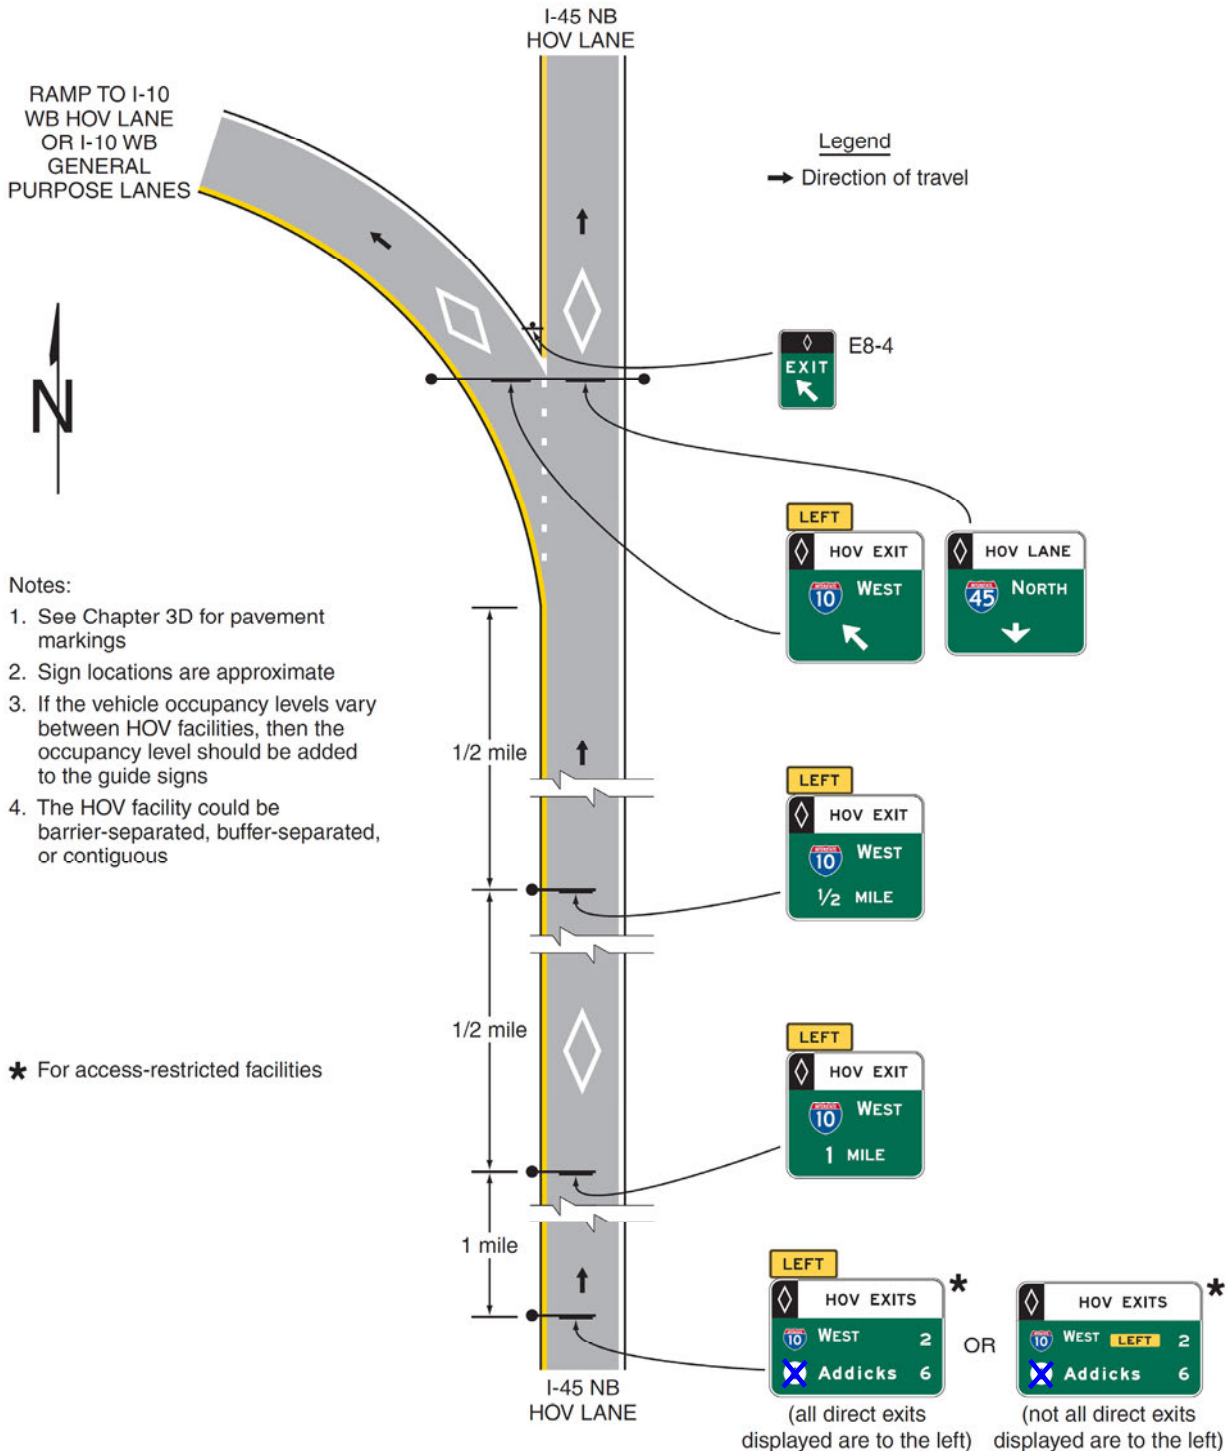 I-45 NB
HOV LANE
RAMP TO I-10
WB HOV LANE
OR I-10 WB
GENERAL
PURPOSE LANES
Legend
Direction of travel
N
EXIT
E8-4
LEFT
HOV EXIT
INTERSTATE
10 WEST
HOV LANE
INTERSTATE
45 NORTH
Notes:
1. See Chapter 3D for pavement
markings
2. Sign locations are approximate
3. If the vehicle occupancy levels vary
between HOV facilities, then the
occupancy level should be added
to the guide signs
4. The HOV facility could be
barrier-separated, buffer-separated,
or contiguous
* For access-restricted facilities
1/2 mile
LEFT
HOV EXIT
INTERSTATE
10 WEST
1/2 MILE
1/2 mile
LEFT
HOV EXIT
INTERSTATE
10 WEST
1 MILE
1 mile
LEFT
HOV EXITS *
10 WEST 2
Addicks 6
(all direct exits
displayed are to the left)
OR
HOV EXITS *
10 WEST LEFT 2
Addicks 6
(not all direct exits
displayed are to the left)
I-45 NB
HOV LANE